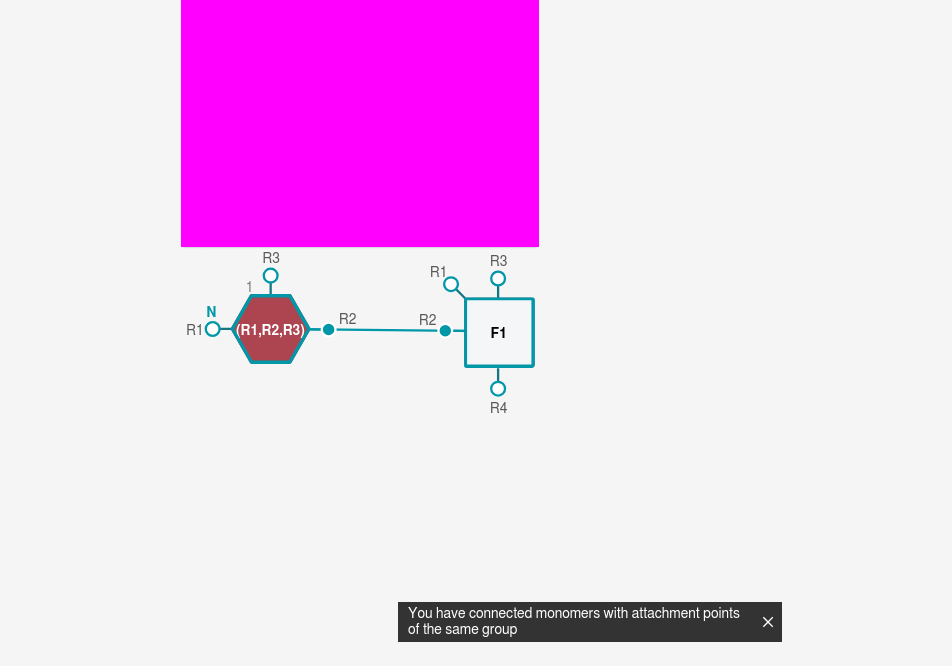 R3
R3
R1
1
N
R1
(R1,R2,R3)
R2
R2
F1
R4
You have connected monomers with attachment points
of the same group